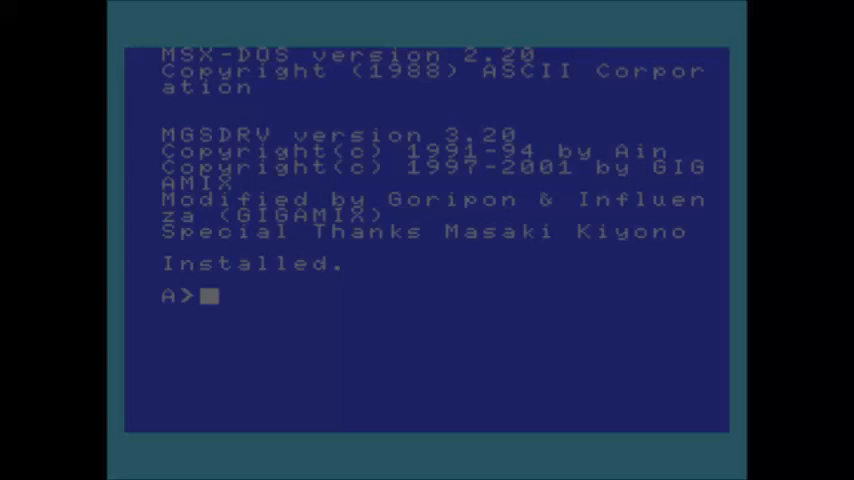 MSX-DOS version 2.20
Copyright (1988) ASCII Corpor
ation
MGSDRV version 3.20
Copyright(c) 1991-94 by Ain
Copyright(c) 1997-2001 by GIG
AMIX
Modified by Goripon & Influen
za (GIGAMIX)
Special Thanks Masaki Kiyono
Installed.
A>